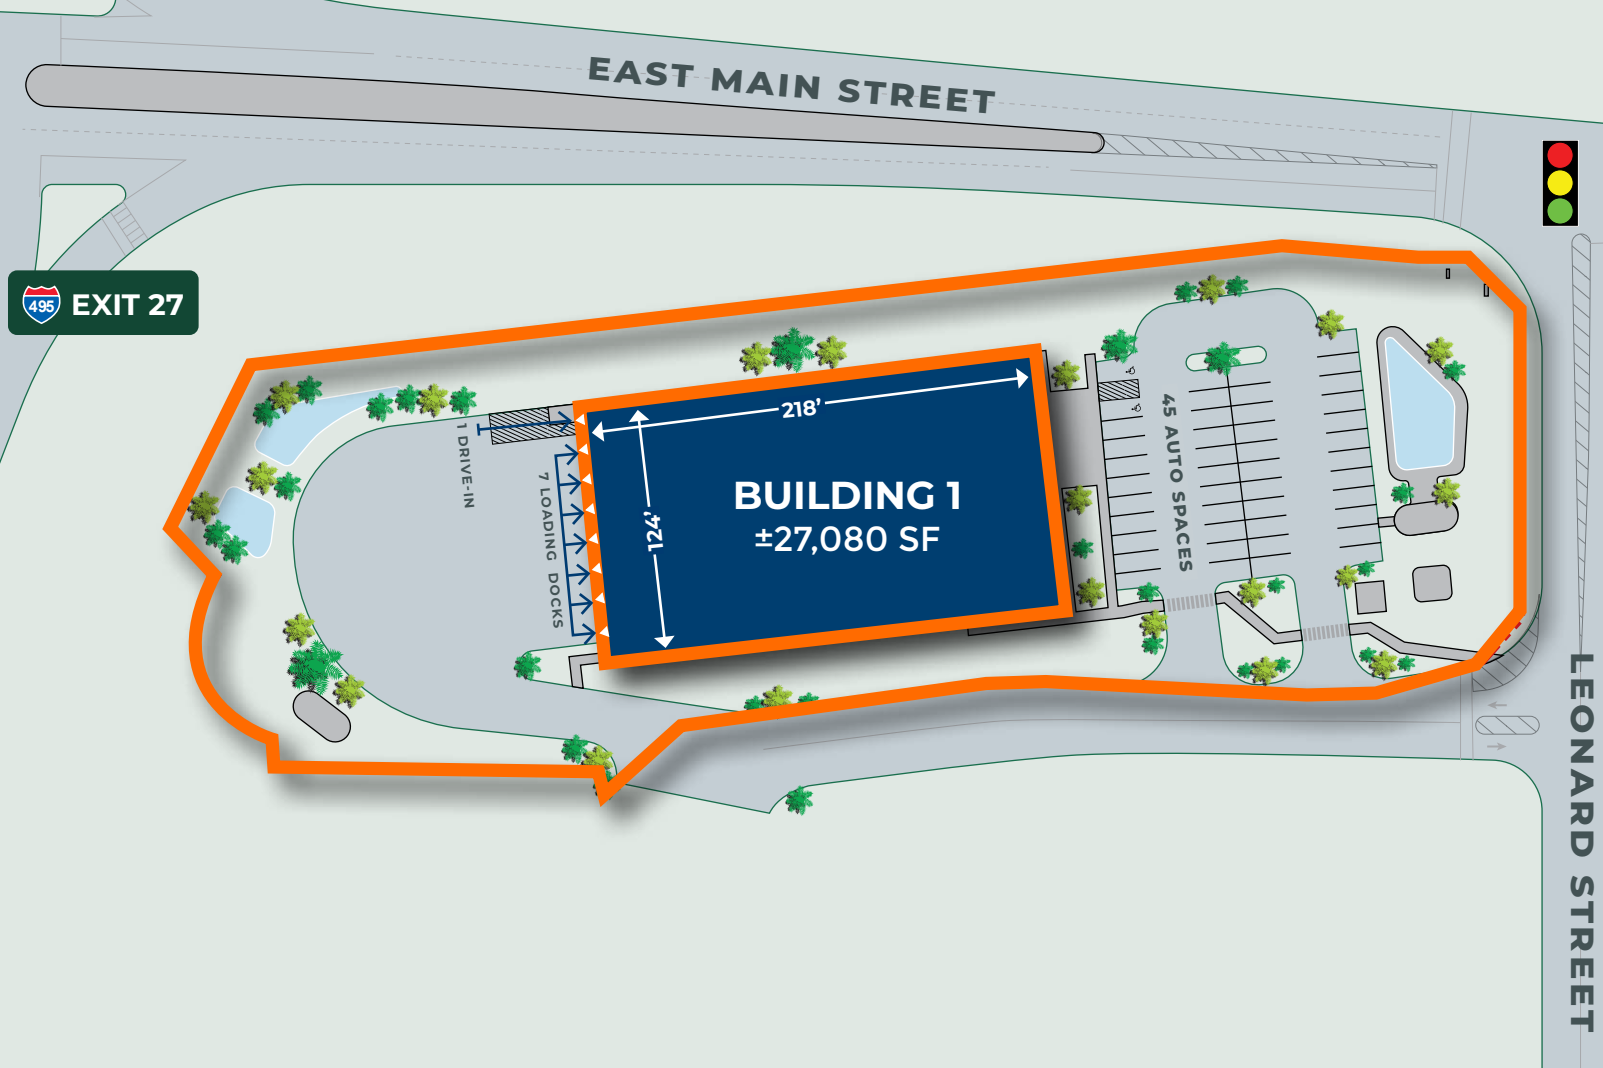 EAST MAIN STREET
495
EXIT 27
1 DRIVE-IN
7 LOADING DOCKS
218’
124’
BUILDING 1
±27,080 SF
45 AUTO SPACES
LEONARD STREET